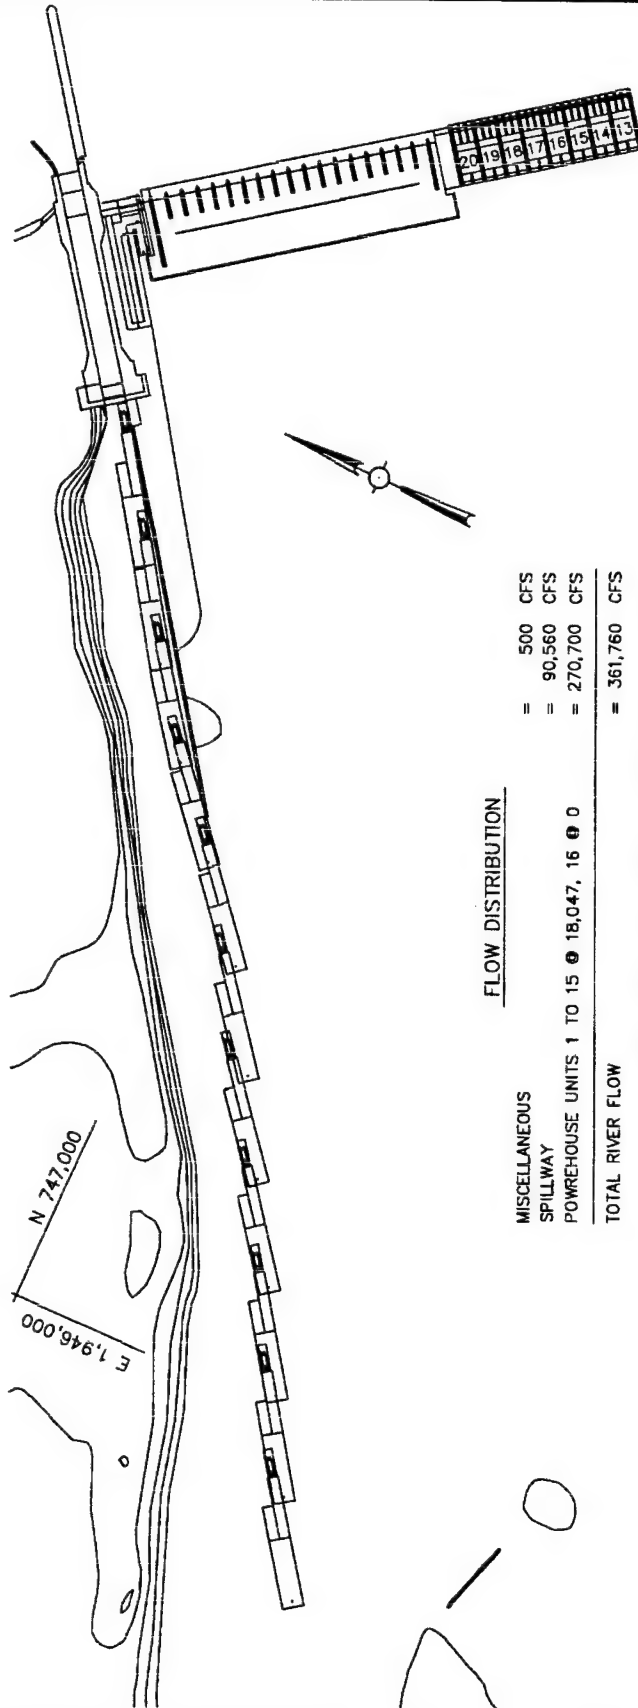 20 19 18 17 16 15 14 13
N 747,000
E 1,946,000
FLOW DISTRIBUTION
MISCELLANEOUS = 500 CFS
SPILLWAY = 90,560 CFS
POWREHOUSE UNITS 1 TO 15 @ 18,047, 16 @ 0 = 270,700 CFS
TOTAL RIVER FLOW = 361,760 CFS